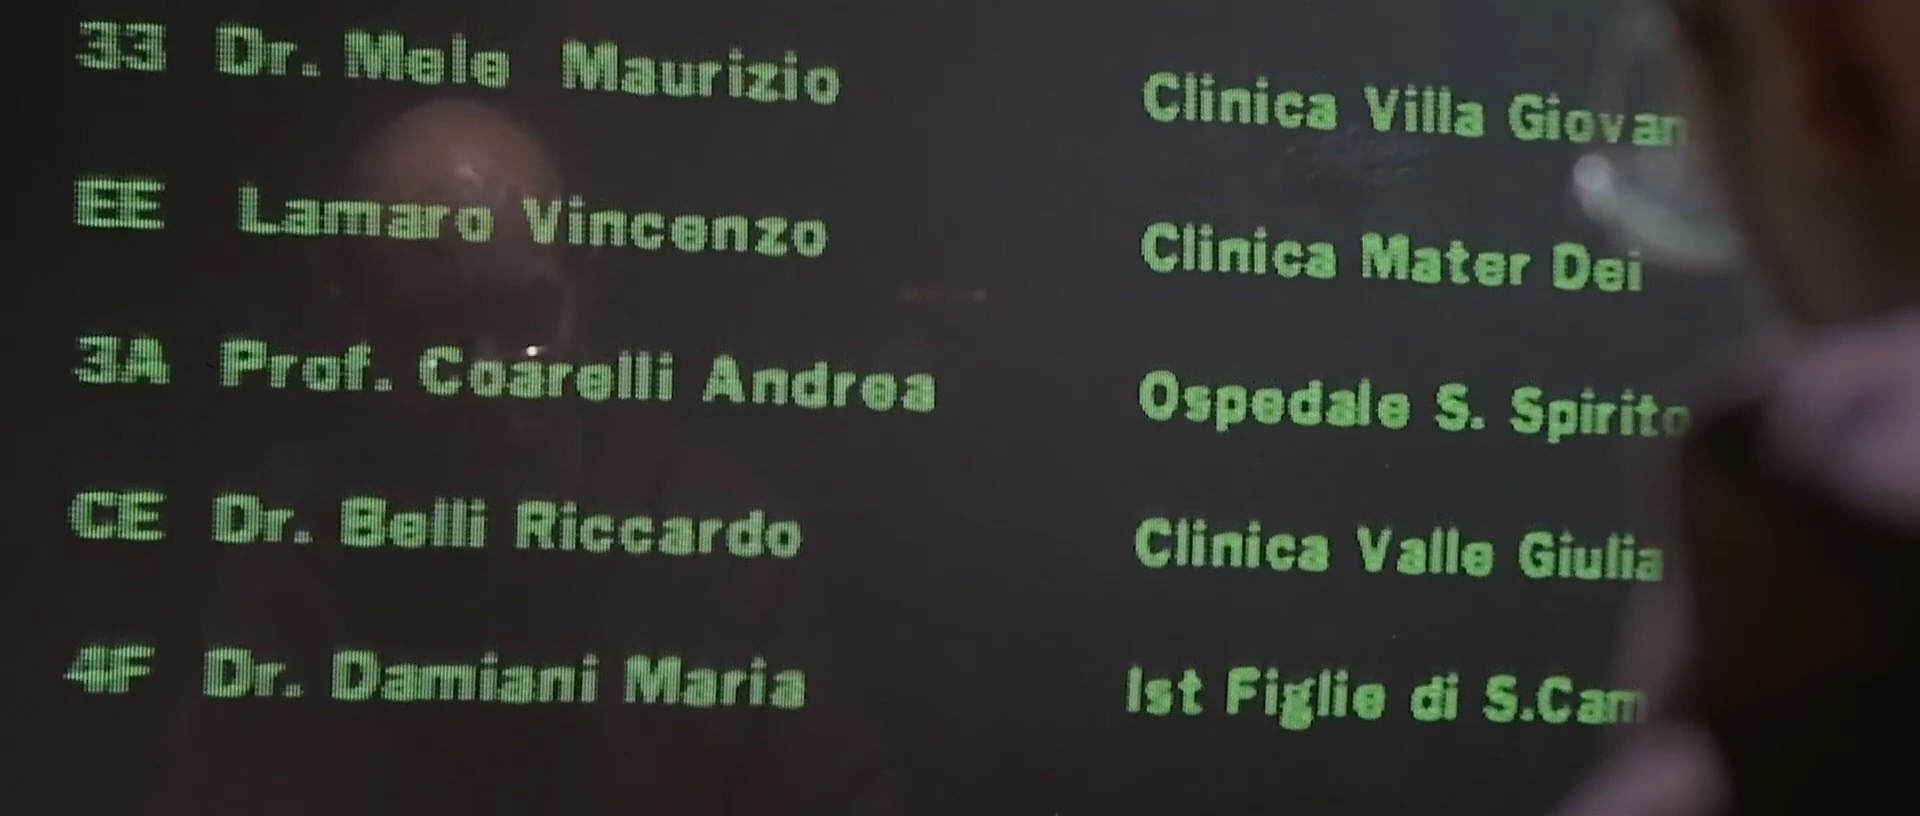 33 Dr. Mele Maurizio Clinica Villa Giovan
EE Lamaro Vincenzo Clinica Mater Dei
3A Prof. Coarelli Andrea Ospedale S. Spirito
CE Dr. Belli Riccardo Clinica Valle Giulia
4F Dr. Damiani Maria Ist Figlie di S.Cam